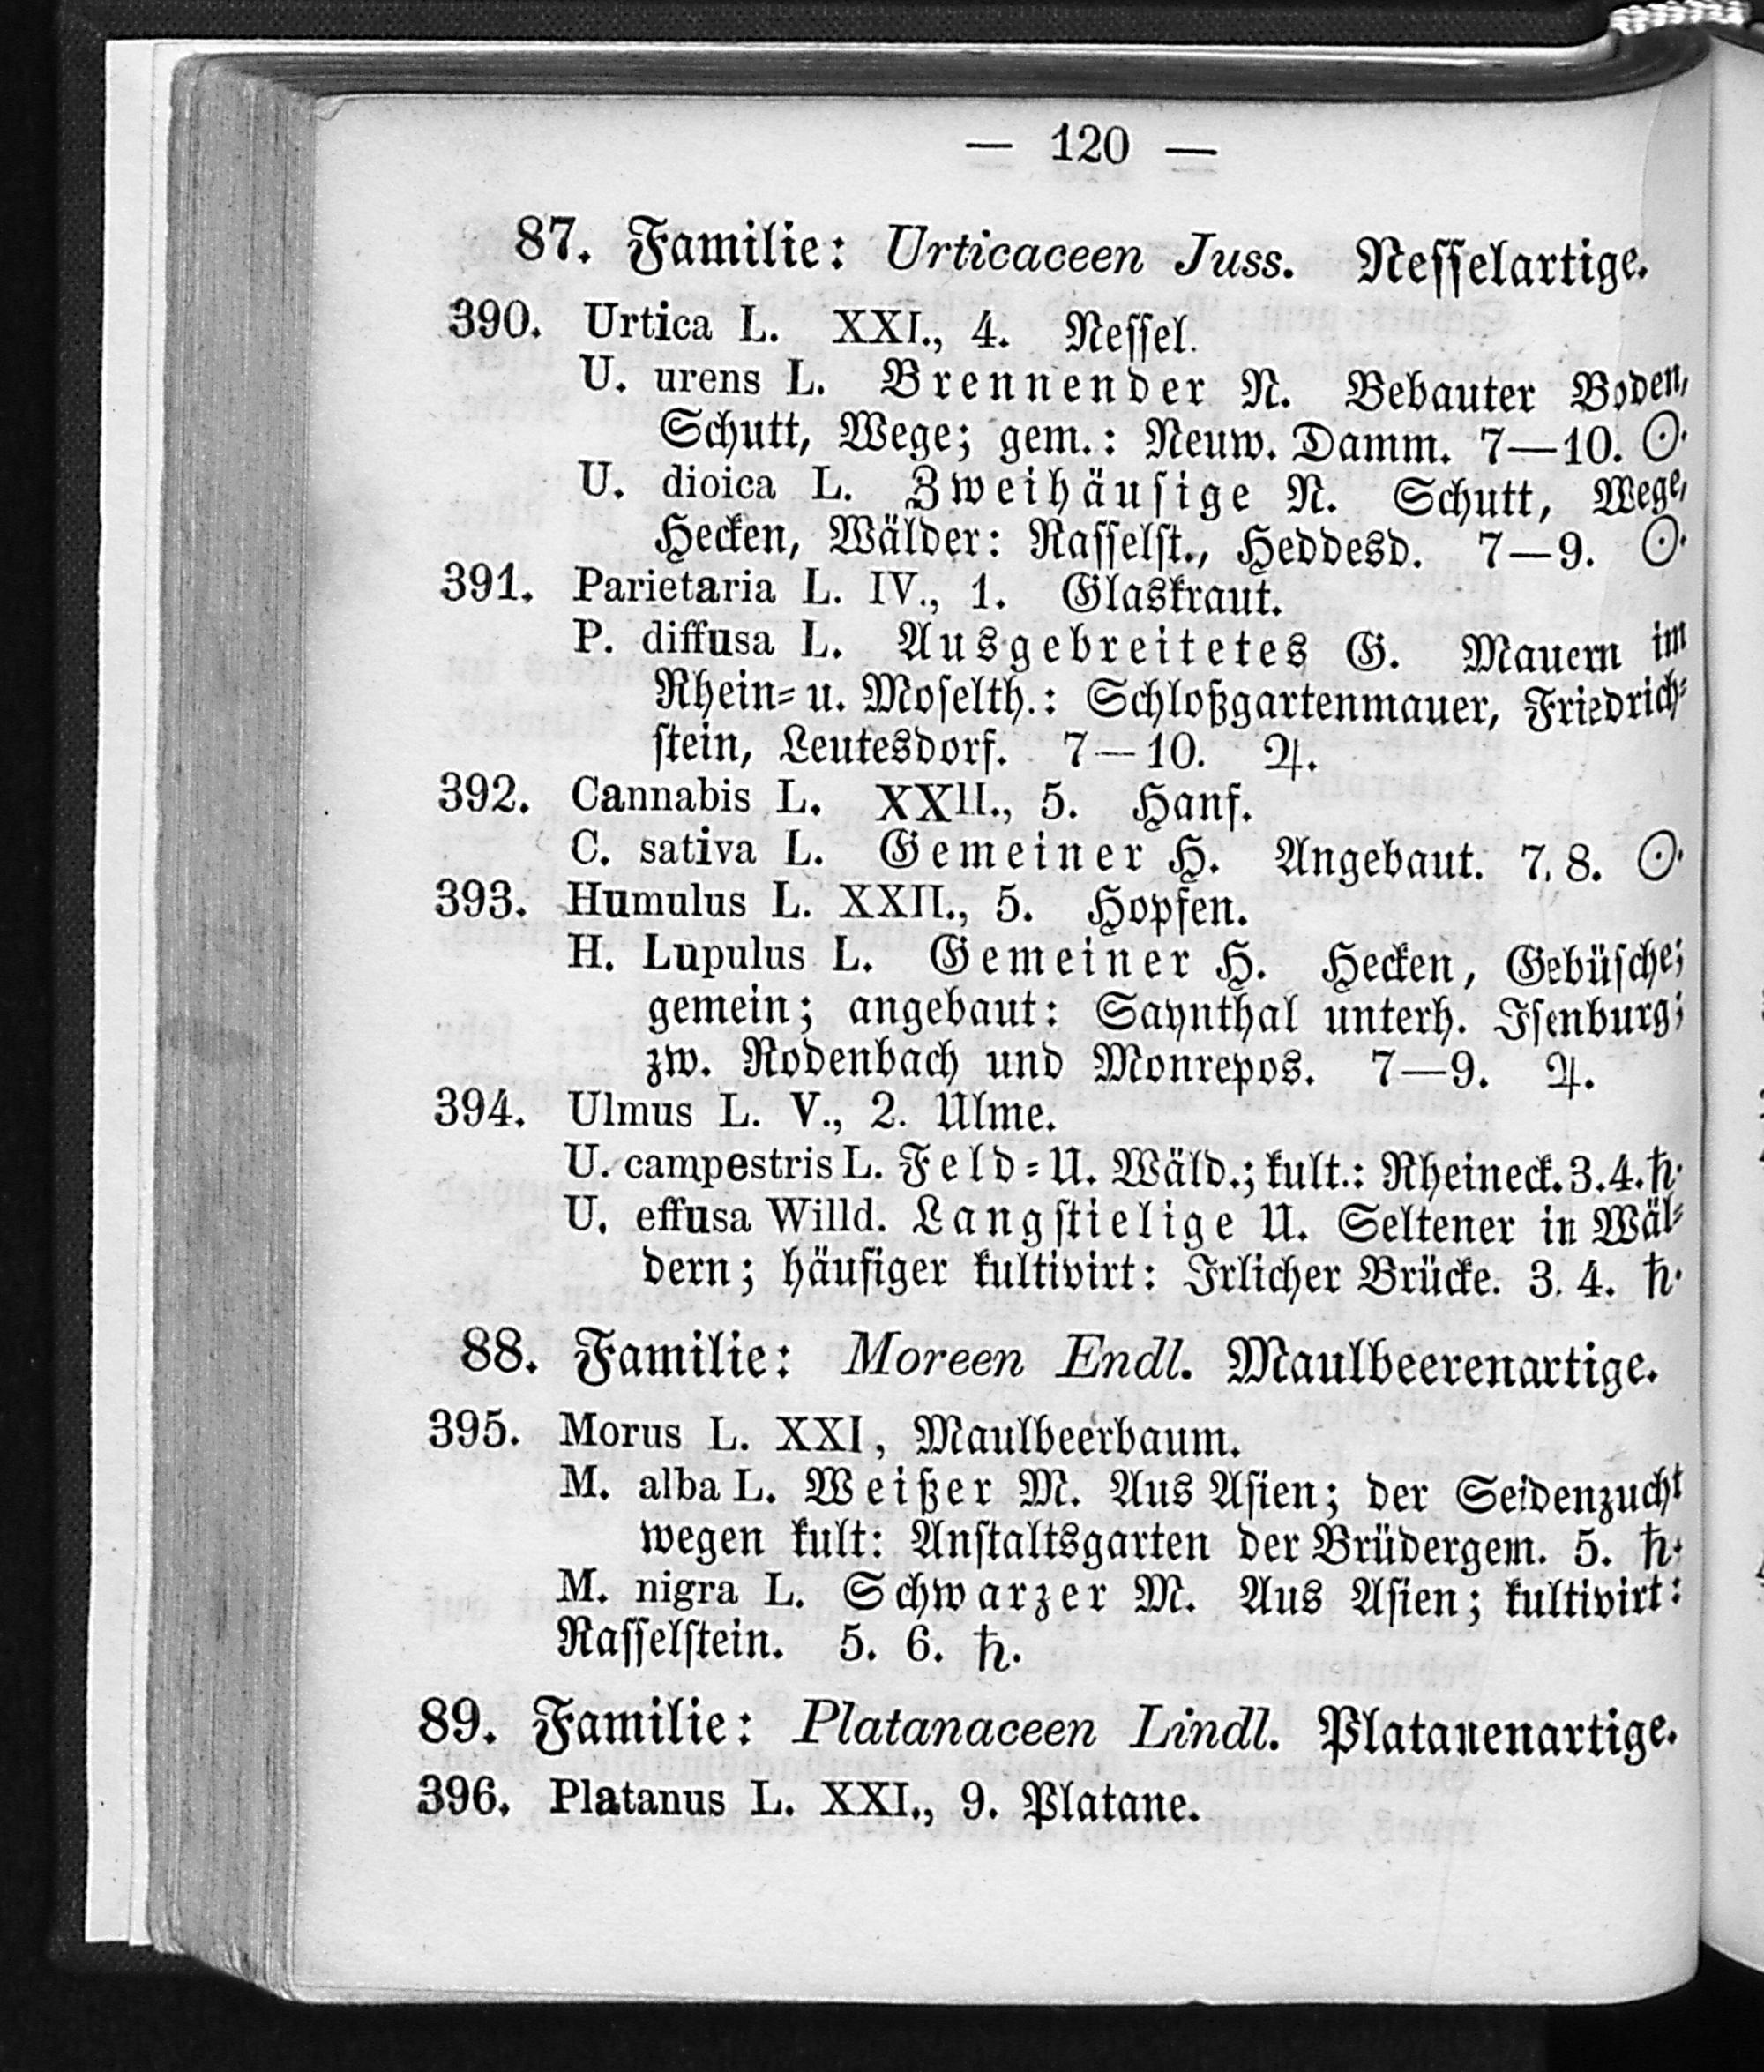 — 120 —
87. Familie: Urticaceen Juss. Nesselartige.
390. Urtica L. XXI., 4. Nessel.
U. urens L. Brennender N. Bebauter Boden,
Schutt, Wege; gem.: Neuw. Damm. 7—10. ☉.
U. dioica L. Zweihäusige N. Schutt, Wege,
Hecken, Wälder: Rasselst., Heddesd. 7—9. ☉.
391. Parietaria L. IV., 1. Glaskraut.
P. diffusa L. Ausgebreitetes G. Mauern im
Rhein- u. Moselth.: Schloßgartenmauer, Friedrich-
stein, Leutesdorf. 7—10. ♃.
392. Cannabis L. XXII., 5. Hanf.
C. sativa L. Gemeiner H. Angebaut. 7. 8. ☉.
393. Humulus L. XXII., 5. Hopfen.
H. Lupulus L. Gemeiner H. Hecken, Gebüsche;
gemein; angebaut: Saynthal unterh. Isenburg;
zw. Rodenbach und Monrepos. 7—9. ♃.
394. Ulmus L. V., 2. Ulme.
U. campestris L. Feld-U. Wäld.; kult.: Rheineck. 3. 4. ♄.
U. effusa Willd. Langstielige U. Seltener in Wäl-
dern; häufiger kultivirt: Irlicher Brücke. 3. 4. ♄.
88. Familie: Moreen Endl. Maulbeerenartige.
395. Morus L. XXI, Maulbeerbaum.
M. alba L. Weißer M. Aus Asien; der Seidenzucht
wegen kult: Anstaltsgarten der Brüdergem. 5. ♄.
M. nigra L. Schwarzer M. Aus Asien; kultivirt:
Rasselstein. 5. 6. ♄.
89. Familie: Platanaceen Lindl. Platanenartige.
396. Platanus L. XXI., 9. Platane.